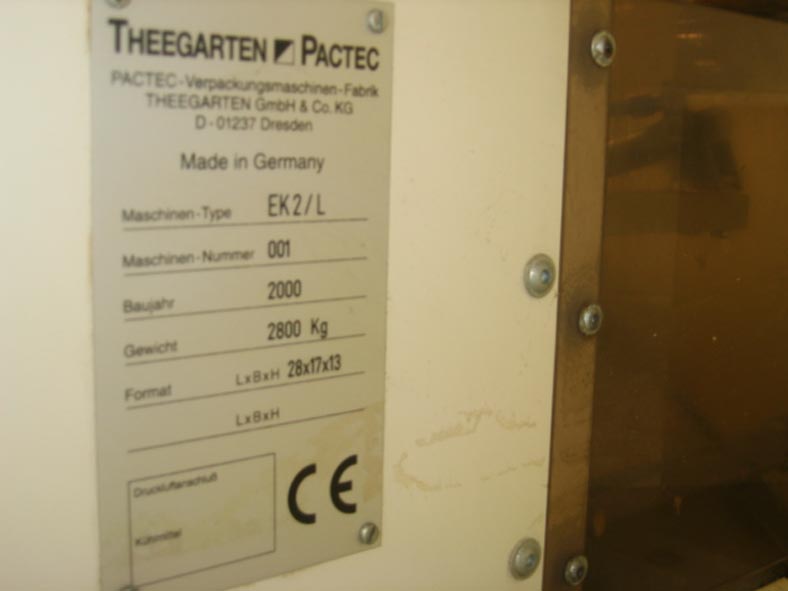 THEEGARTEN PACTEC
PACTEC-Verpackungsmaschinen-Fabrik
THEEGARTEN GmbH & Co. KG
D-01237 Dresden
Made in Germany
Maschinen-Type EK2/L
Maschinen-Nummer 001
Baujahr 2000
Gewicht 2800 Kg
Format LxBxH 28x17x13
LxBxH
Druckluftanschluß
Kühlmittel
CE